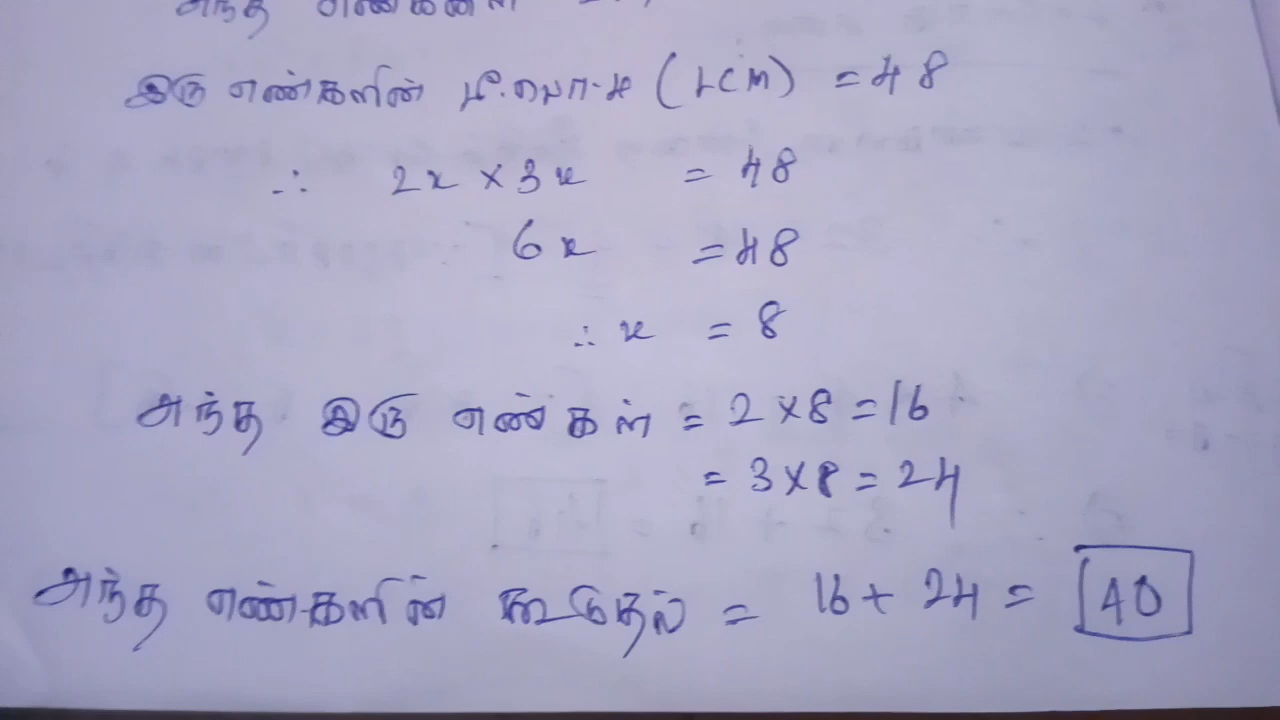 அந்த
இரு எண்களின் மீ.பொ.ம (LCM) = 48
∴ 2x × 3x = 48
6x = 48
∴ x = 8
அந்த இரு எண்கள் = 2 × 8 = 16
= 3 × 8 = 24
அந்த எண்களின் கூடுதல் = 16 + 24 = 40